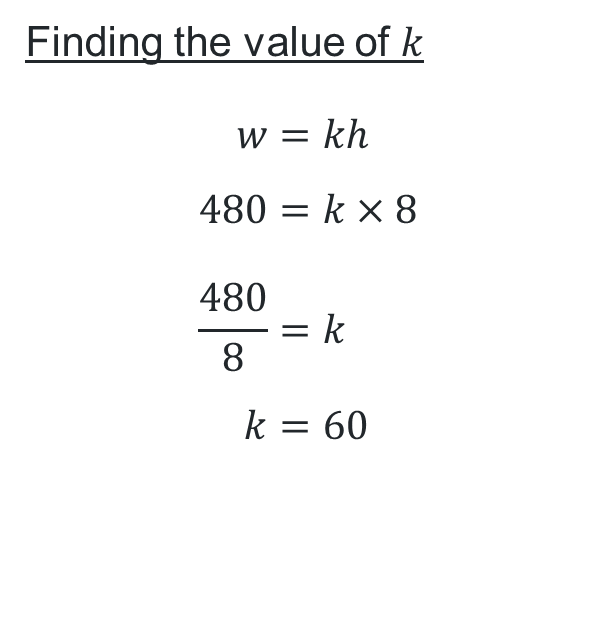 Finding the value of k
w = kh
480 = k × 8
480/8 = k
k = 60